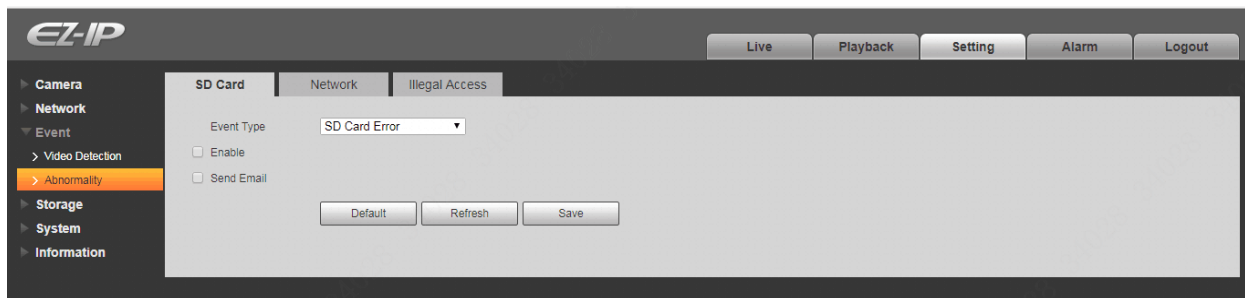 EZ-IP
Live Playback Setting Alarm Logout
Camera
Network
Event
Video Detection
Abnormality
Storage
System
Information
SD Card Network Illegal Access
Event Type SD Card Error
Enable
Send Email
Default Refresh Save